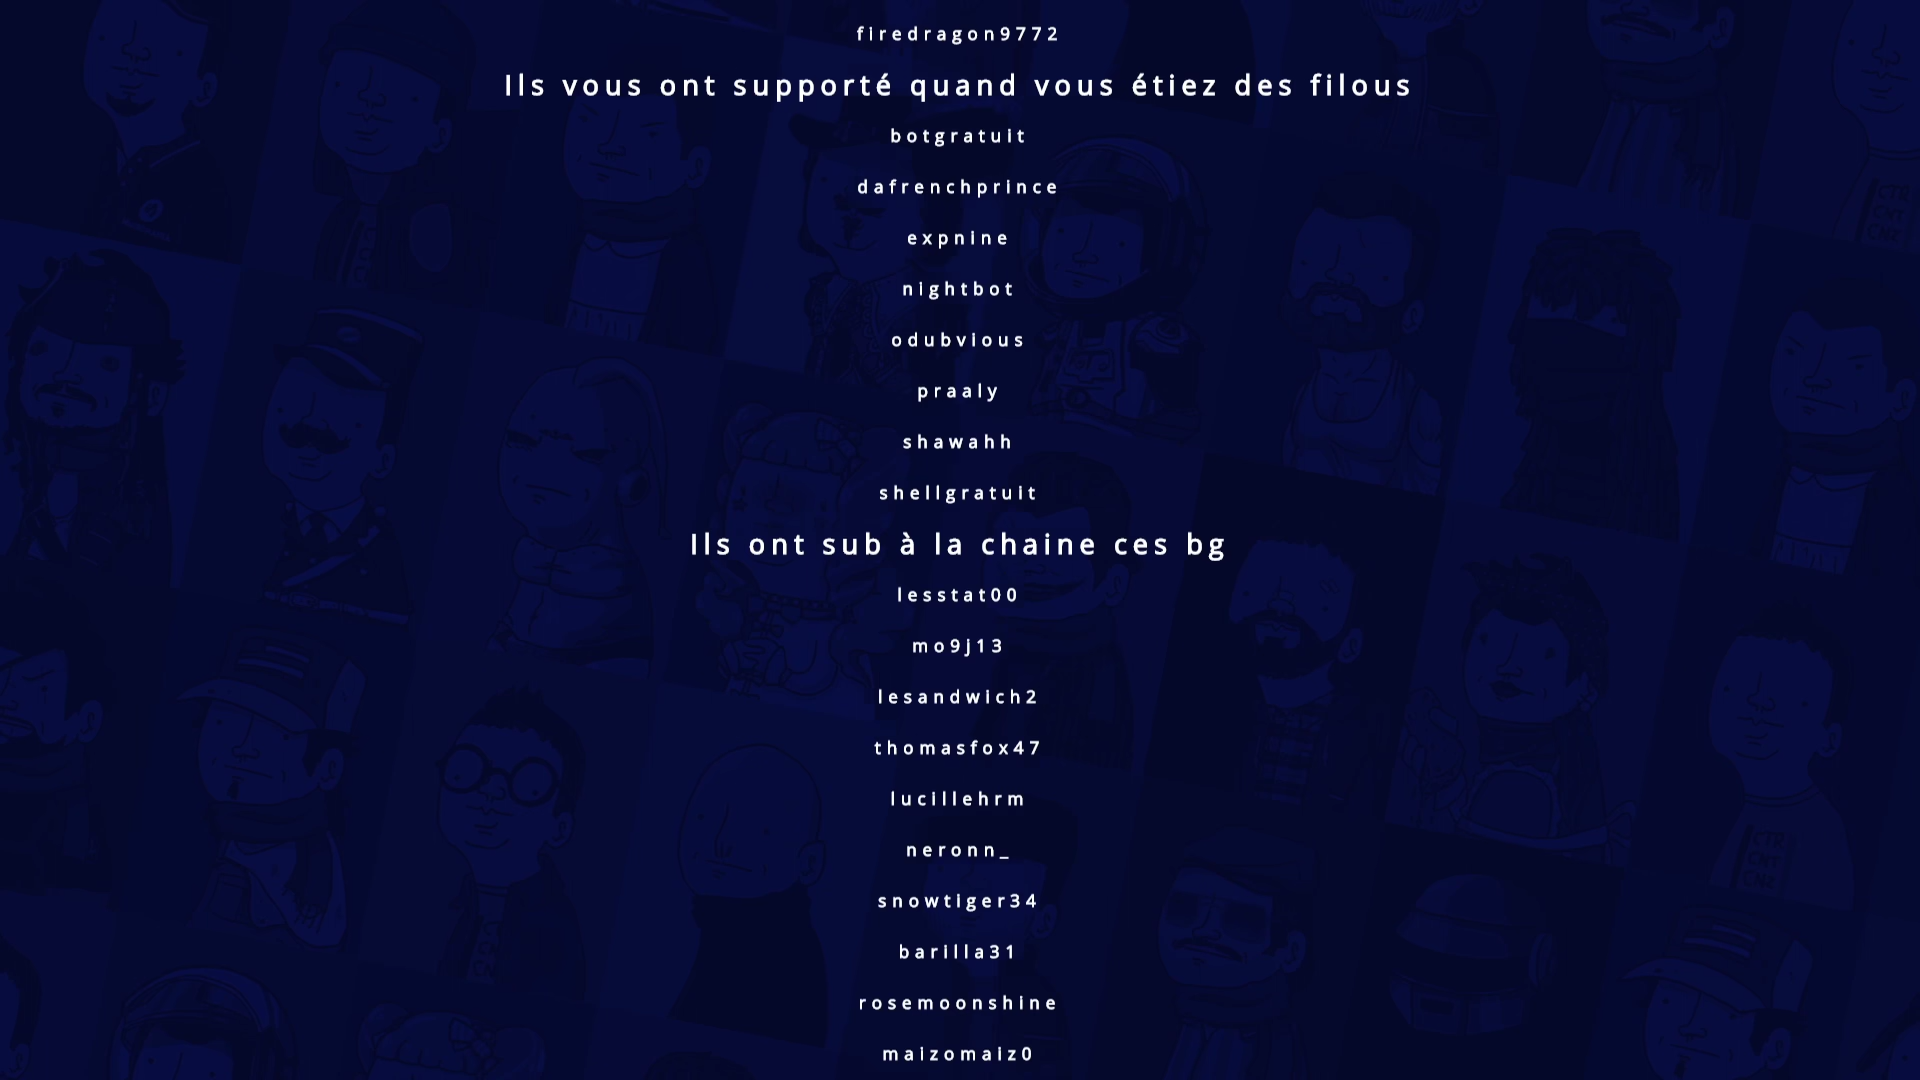 firedragon9772
Ils vous ont supporté quand vous étiez des filous
botgratuit
dafrenchprince
expnine
nightbot
odubvious
praaly
shawahh
shellgratuit
Ils ont sub à la chaine ces bg
lesstat00
mo9j13
lesandwich2
thomasfox47
lucillehrm
neronn_
snowtiger34
barilla31
rosemoonshine
maizomaiz0